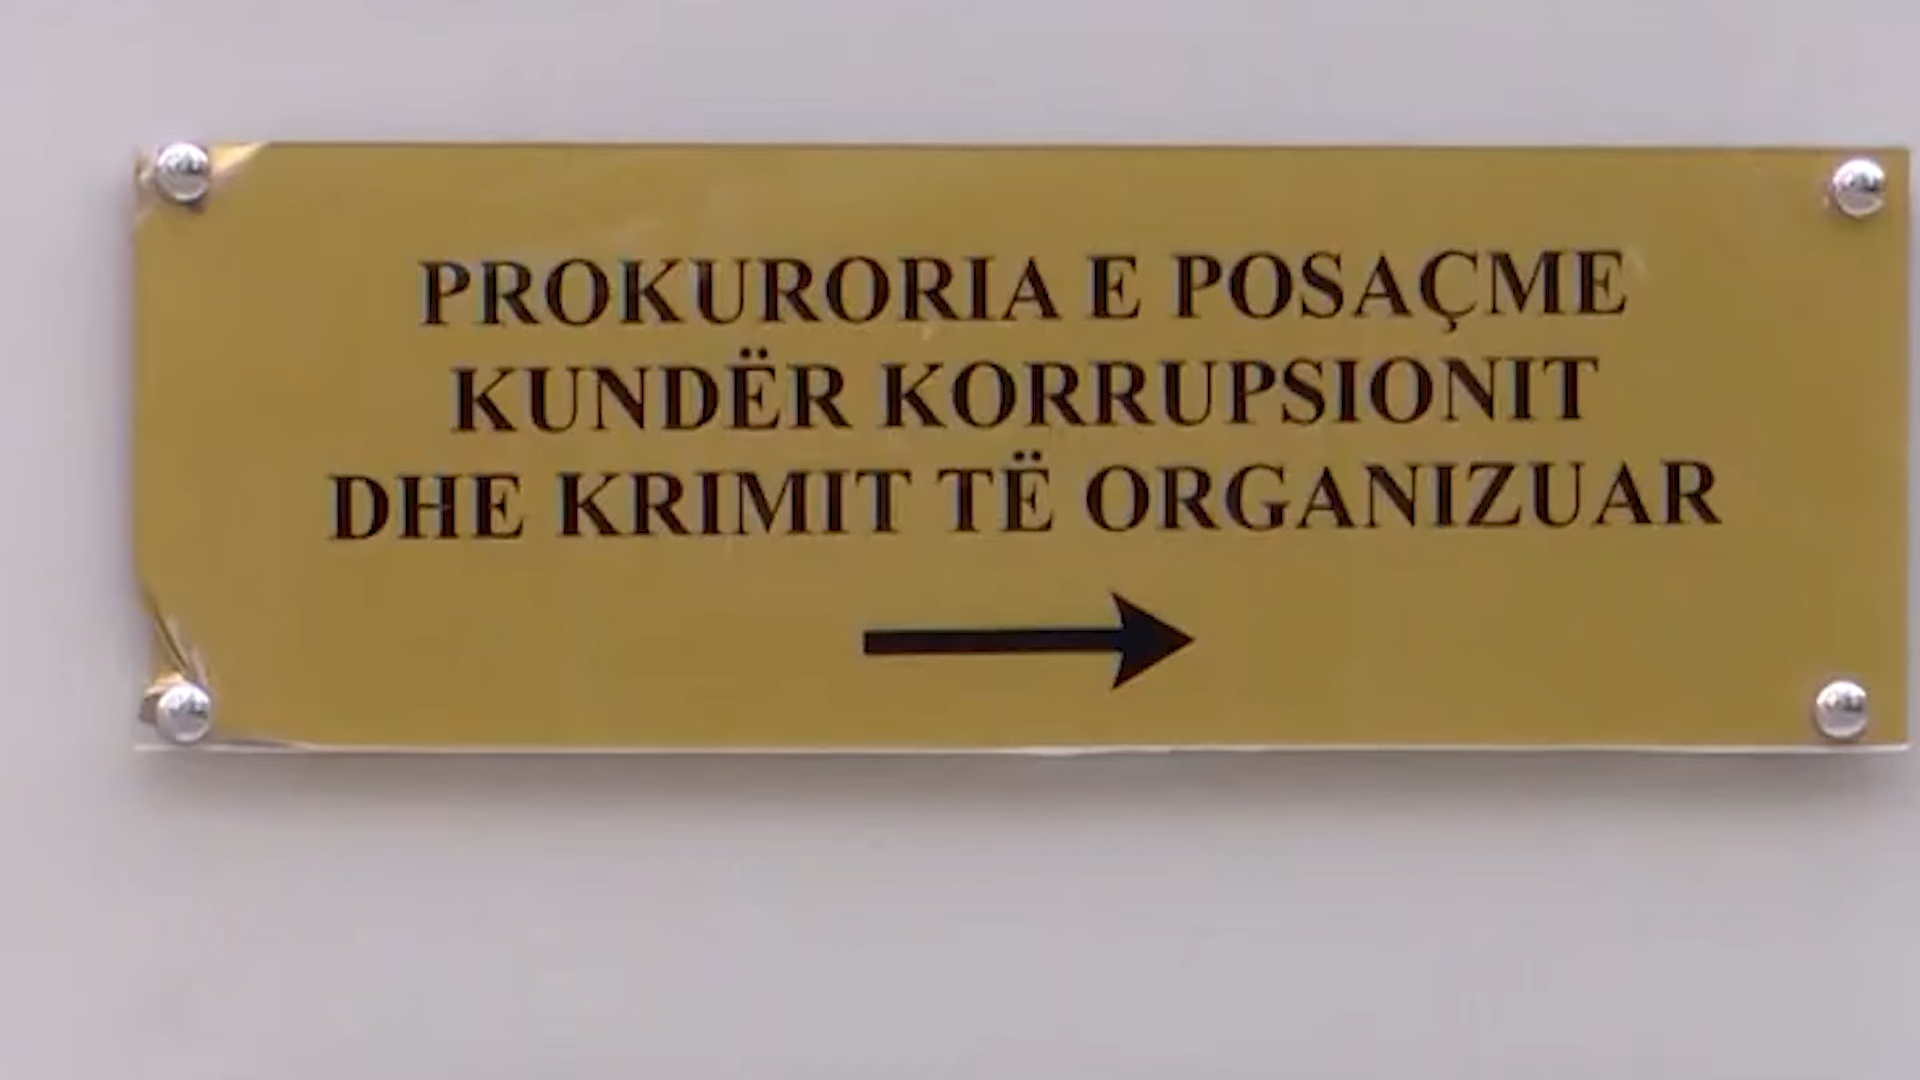 PROKURORIA E POSAÇME
KUNDËR KORRUPSIONIT
DHE KRIMIT TË ORGANIZUAR